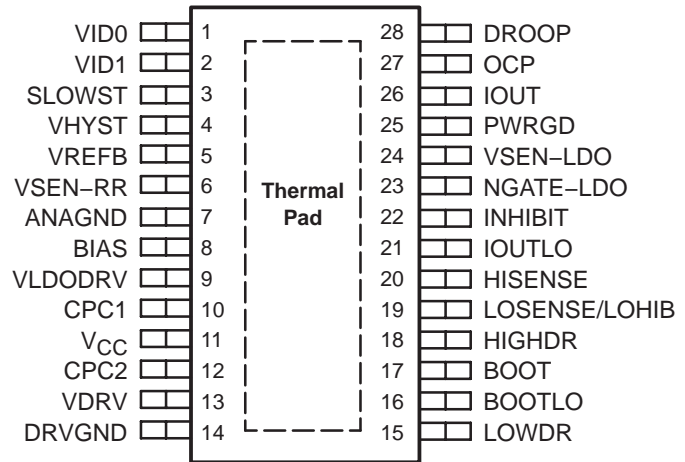 VID0 1 28 DROOP
VID1 2 27 OCP
SLOWST 3 26 IOUT
VHYST 4 25 PWRGD
VREFB 5 24 VSEN−LDO
VSEN−RR 6 Thermal 23 NGATE−LDO
ANAGND 7 Pad 22 INHIBIT
BIAS 8 21 IOUTLO
VLDODRV 9 20 HISENSE
CPC1 10 19 LOSENSE/LOHIB
VCC 11 18 HIGHDR
CPC2 12 17 BOOT
VDRV 13 16 BOOTLO
DRVGND 14 15 LOWDR